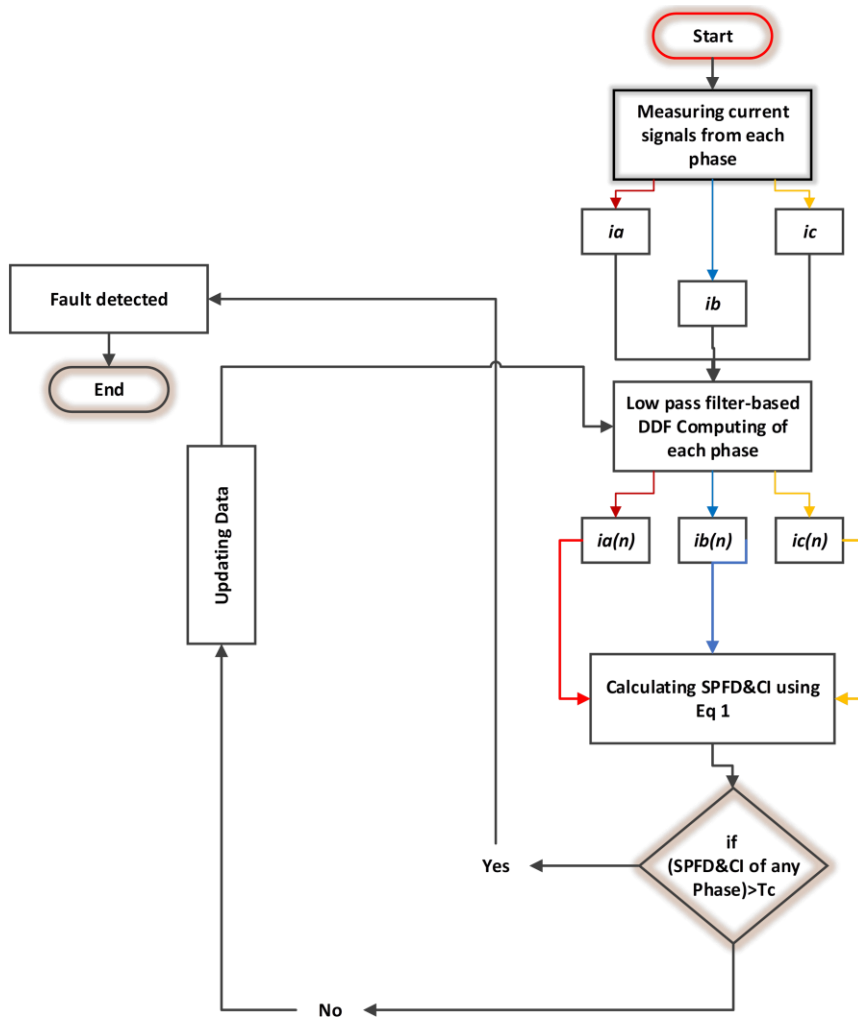 Start
Measuring current
signals from each
phase
ia
ic
ib
Fault detected
End
Low pass filter-based
DDF Computing of
each phase
Updating Data
ia(n)
ib(n)
ic(n)
Calculating SPFD&CI using
Eq 1
if
(SPFD&CI of any
Phase)>Tc
Yes
No